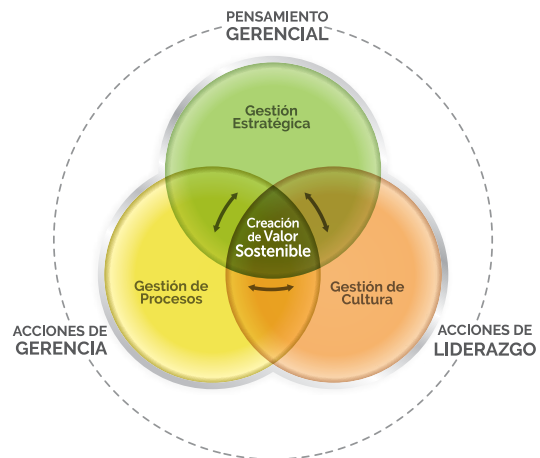 PENSAMIENTO
GERENCIAL
Gestión
Estratégica
Creación
de Valor
Sostenible
Gestión de
Procesos
Gestión de
Cultura
ACCIONES DE
GERENCIA
ACCIONES DE
LIDERAZGO